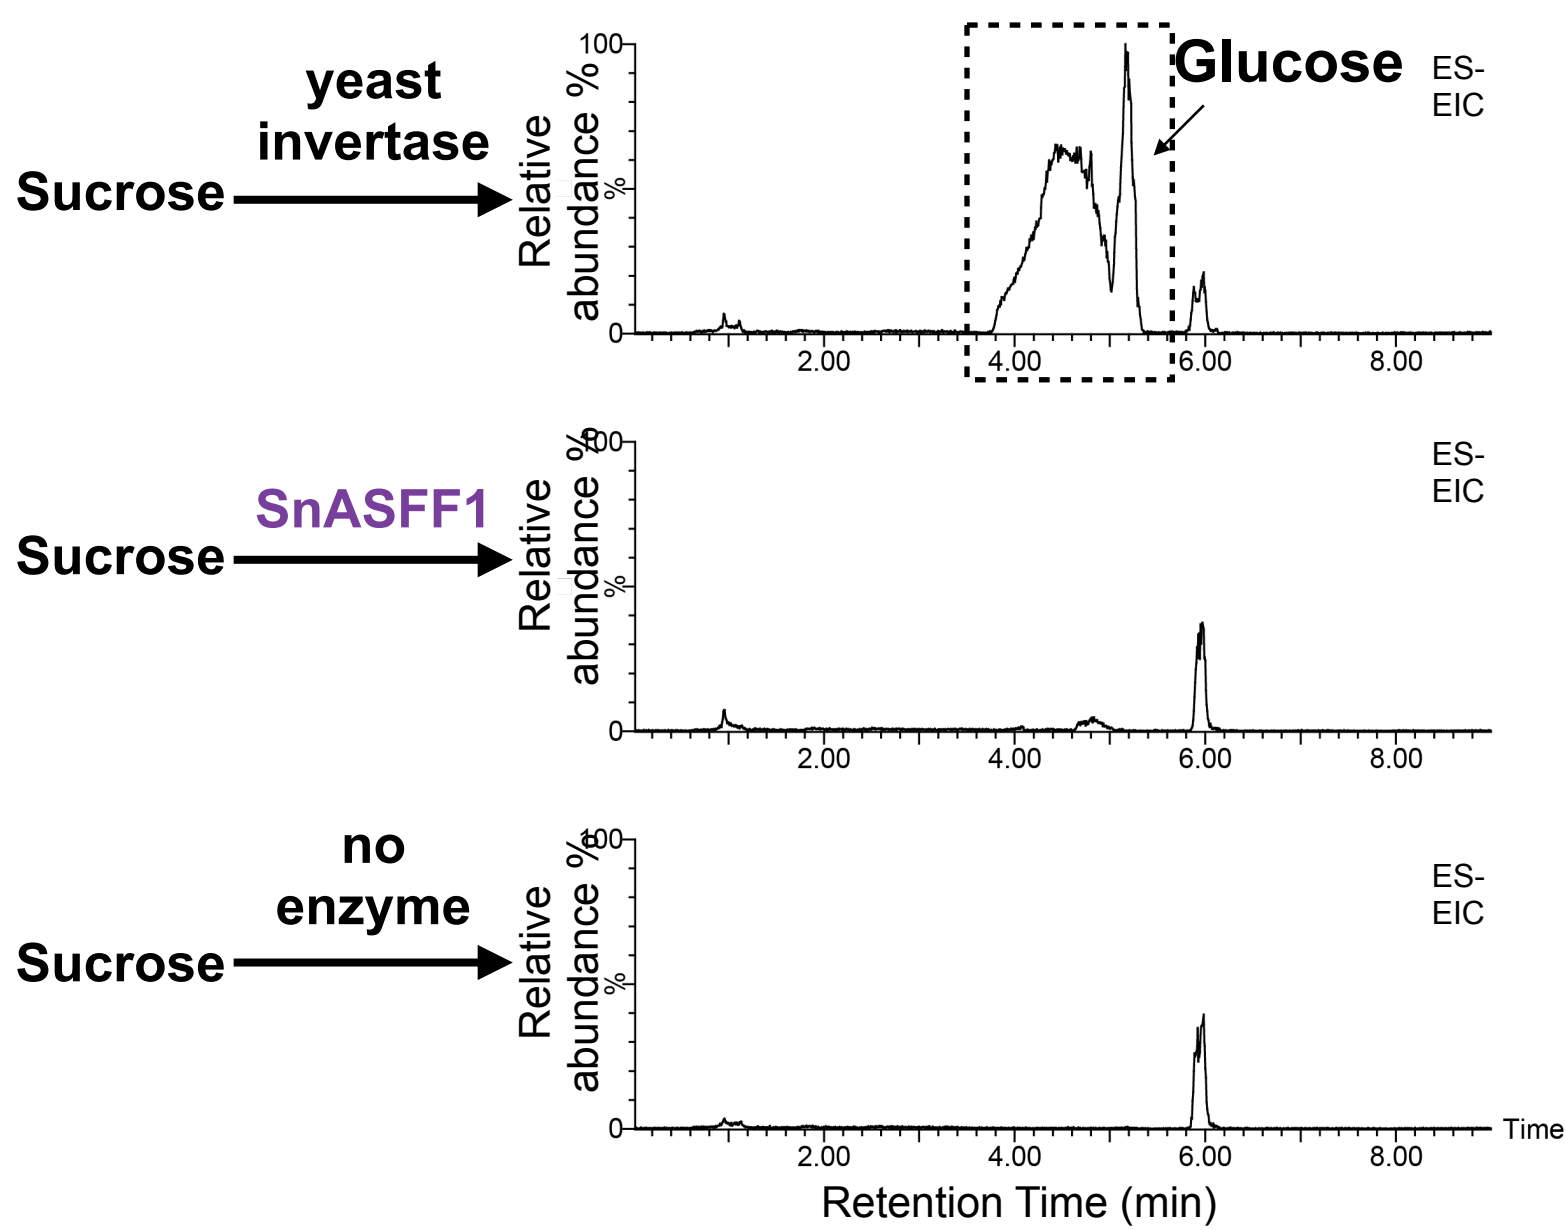 yeast
invertase
Sucrose
Relative
abundance %
100
%
0
Glucose
ES-
EIC
2.00
4.00
6.00
8.00
SnASFF1
Sucrose
Relative
abundance %
100
%
0
ES-
EIC
2.00
4.00
6.00
8.00
no
enzyme
Sucrose
Relative
abundance %
100
%
0
ES-
EIC
Time
2.00
4.00
6.00
8.00
Retention Time (min)